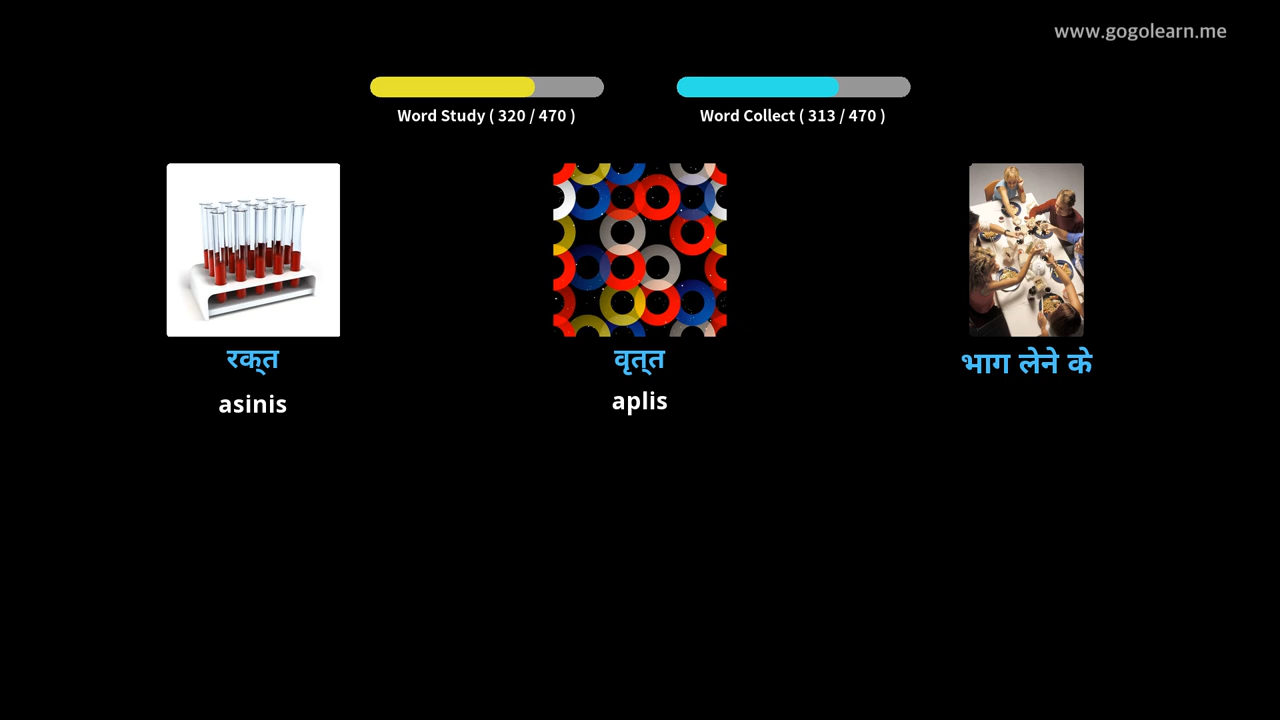 www.gogolearn.me
Word Study ( 320 / 470 )
Word Collect ( 313 / 470 )
रक्त
asinis
वृत्त
aplis
भाग लेने के